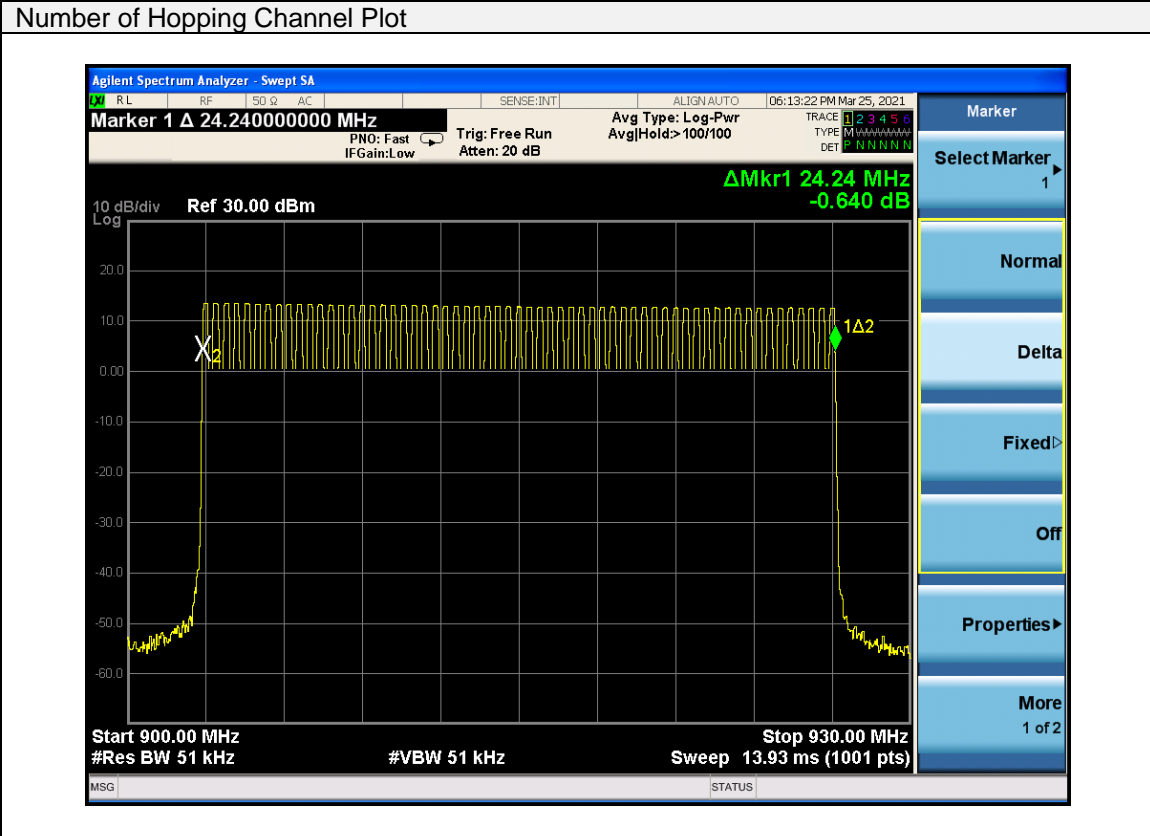 Number of Hopping Channel Plot
Agilent Spectrum Analyzer - Swept SA
LXI RL RF 50 Ω AC SENSE:INT ALIGN AUTO 06:13:22 PM Mar 25, 2021
Marker 1 Δ 24.240000000 MHz
PNO: Fast
IFGain:Low
Trig: Free Run
Atten: 20 dB
Avg Type: Log-Pwr
Avg|Hold:> 100/100
TRACE 1 2 3 4 5 6
TYPE M
DET P N N N N N
ΔMkr1 24.24 MHz
-0.640 dB
10 dB/div Ref 30.00 dBm
Log
20.0
10.0
0.00
-10.0
-20.0
-30.0
-40.0
-50.0
-60.0
2
1Δ2
Start 900.00 MHz Stop 930.00 MHz
#Res BW 51 kHz #VBW 51 kHz Sweep 13.93 ms (1001 pts)
MSG STATUS
Marker
Select Marker
1
Normal
Delta
Fixed
Off
Properties
More
1 of 2